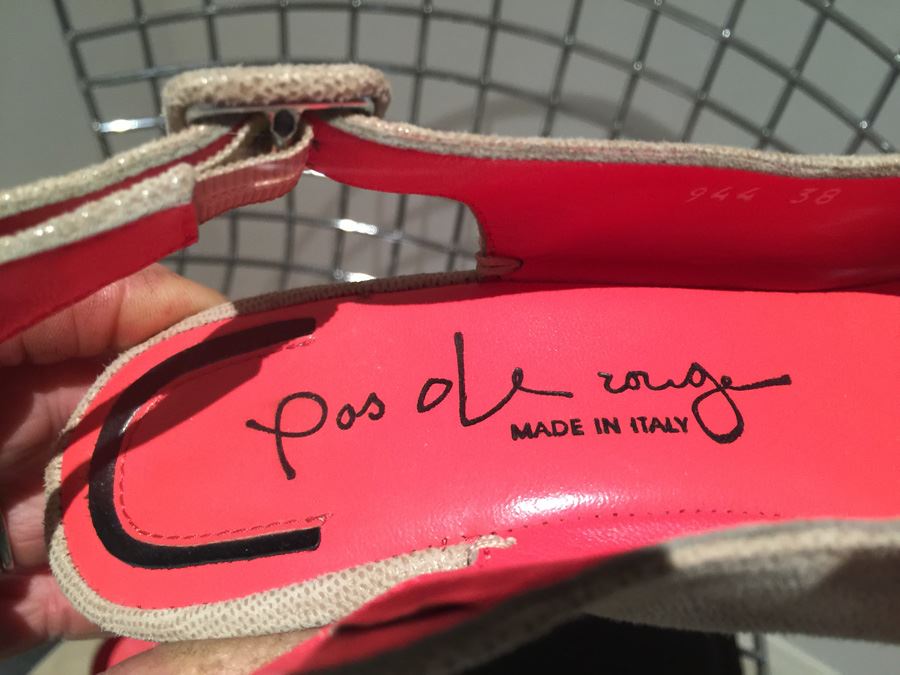 944 38
pas de rouge
MADE IN ITALY